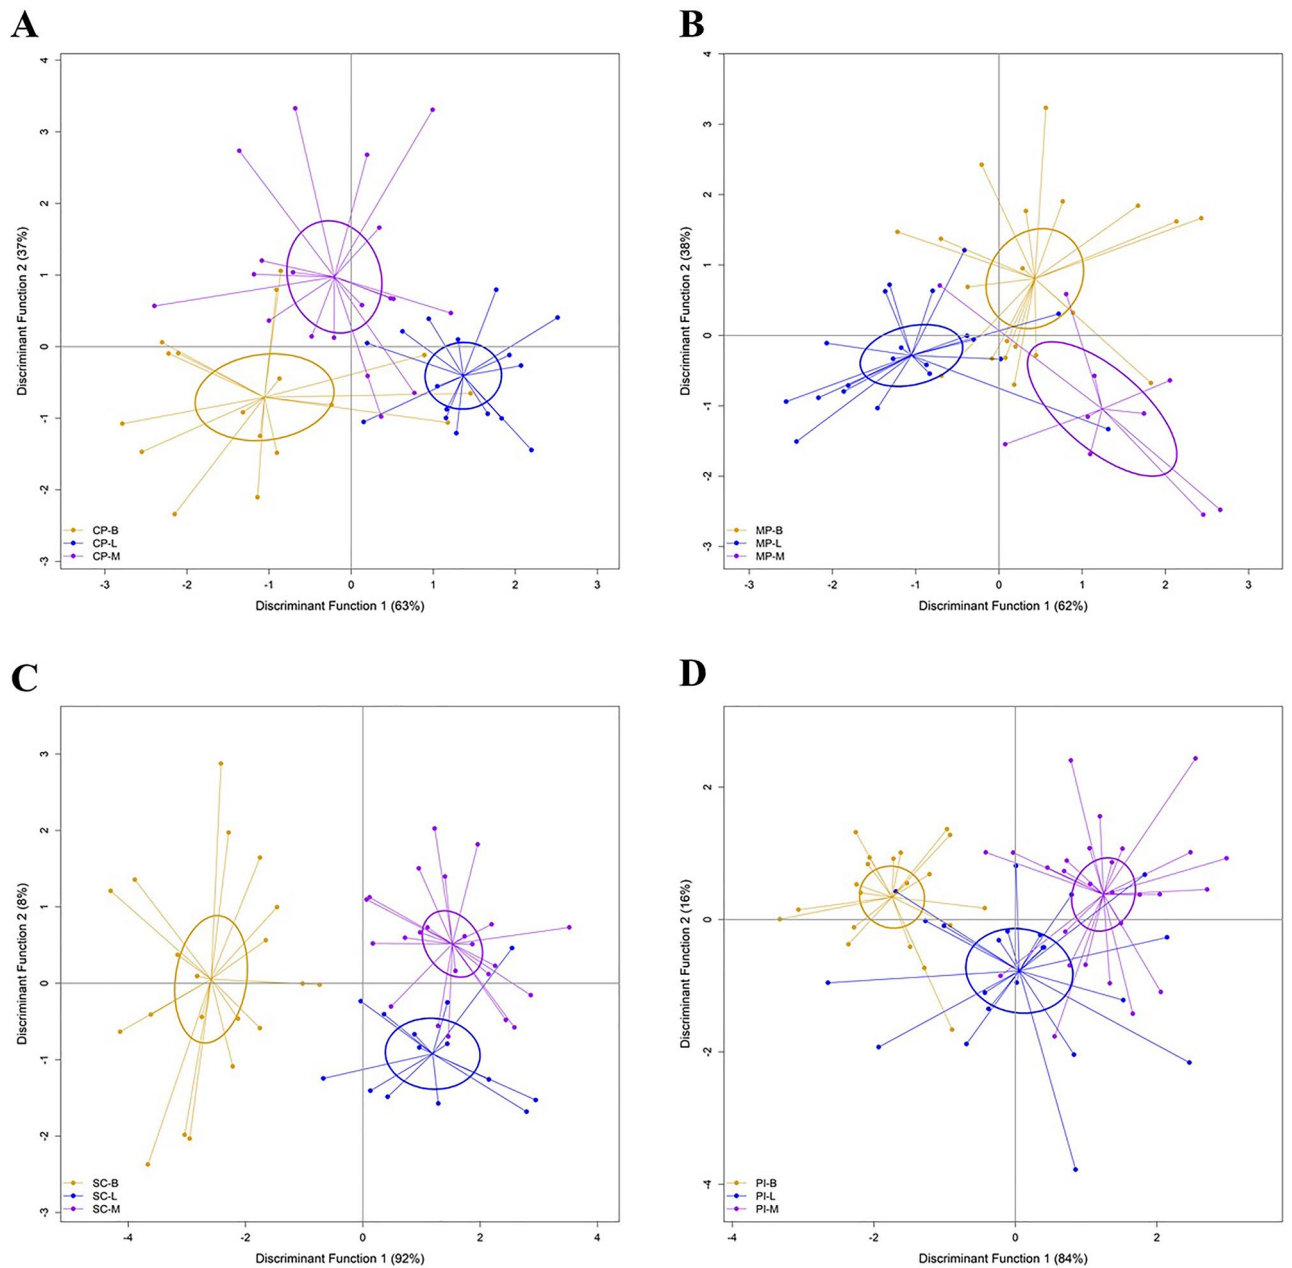 A
4
3
2
1
0
-1
-2
-3
Discriminant Function 2 (37%)
CP-B
CP-L
CP-M
-3 -2 -1 0 1 2 3
Discriminant Function 1 (63%)
B
4
3
2
1
0
-1
-2
-3
Discriminant Function 2 (38%)
MP-B
MP-L
MP-M
-3 -2 -1 0 1 2 3
Discriminant Function 1 (62%)
C
3
2
1
0
-1
-2
-3
Discriminant Function 2 (8%)
SC-B
SC-L
SC-M
-4 -2 0 2 4
Discriminant Function 1 (92%)
D
2
0
-2
-4
Discriminant Function 2 (16%)
PI-B
PI-L
PI-M
-4 -2 0 2
Discriminant Function 1 (84%)